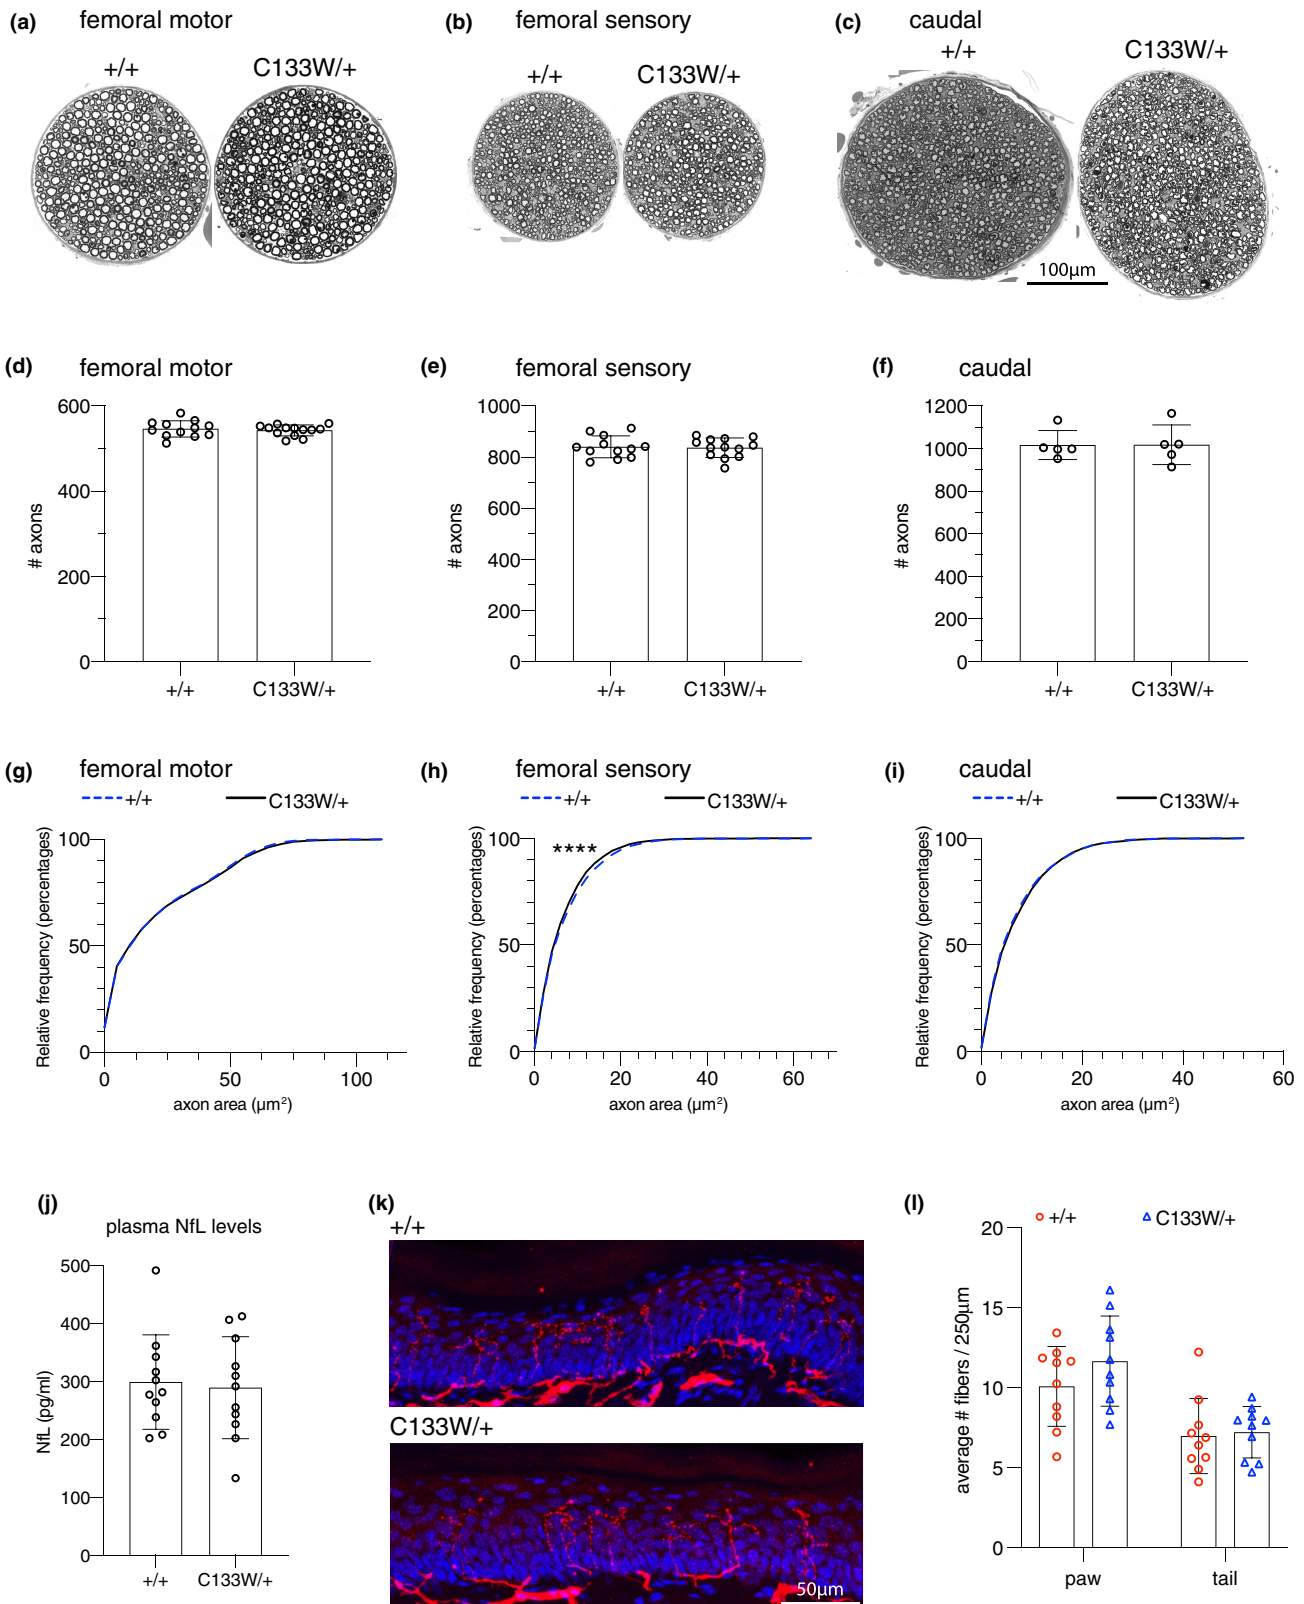 (a) femoral motor
+/+ C133W/+
(b) femoral sensory
+/+ C133W/+
(c) caudal
+/+ C133W/+
100µm
(d) femoral motor
600
400
200
0
# axons
+/+ C133W/+
(e) femoral sensory
1000
800
600
400
200
0
# axons
+/+ C133W/+
(f) caudal
1200
1000
800
600
400
200
0
# axons
+/+ C133W/+
(g) femoral motor
+/+ C133W/+
100
50
0
Relative frequency (percentages)
0 50 100
axon area (µm²)
(h) femoral sensory
+/+ C133W/+
****
100
50
0
Relative frequency (percentages)
0 20 40 60
axon area (µm²)
(i) caudal
+/+ C133W/+
100
50
0
Relative frequency (percentages)
0 20 40 60
axon area (µm²)
(j)
plasma NfL levels
500
400
300
200
100
0
NfL (pg/ml)
+/+ C133W/+
(k)
+/+
C133W/+
50µm
(l)
+/+ C133W/+
20
15
10
5
0
average # fibers / 250µm
paw tail